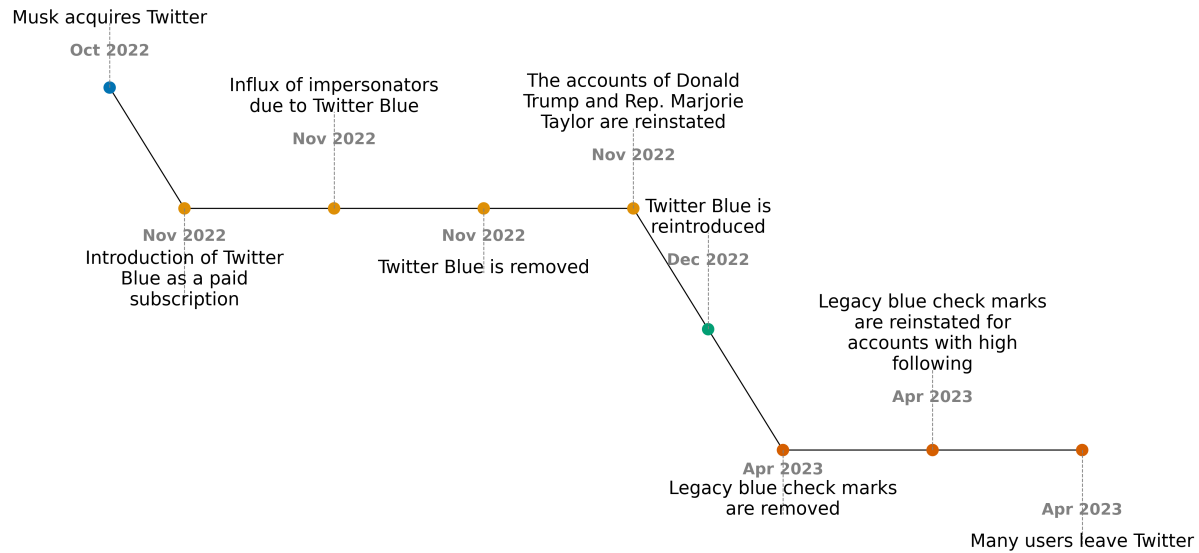 Musk acquires Twitter
Oct 2022
Nov 2022
Introduction of Twitter
Blue as a paid
subscription
Influx of impersonators
due to Twitter Blue
Nov 2022
Nov 2022
Twitter Blue is removed
The accounts of Donald
Trump and Rep. Marjorie
Taylor are reinstated
Nov 2022
Twitter Blue is
reintroduced
Dec 2022
Apr 2023
Legacy blue check marks
are removed
Legacy blue check marks
are reinstated for
accounts with high
following
Apr 2023
Apr 2023
Many users leave Twitter